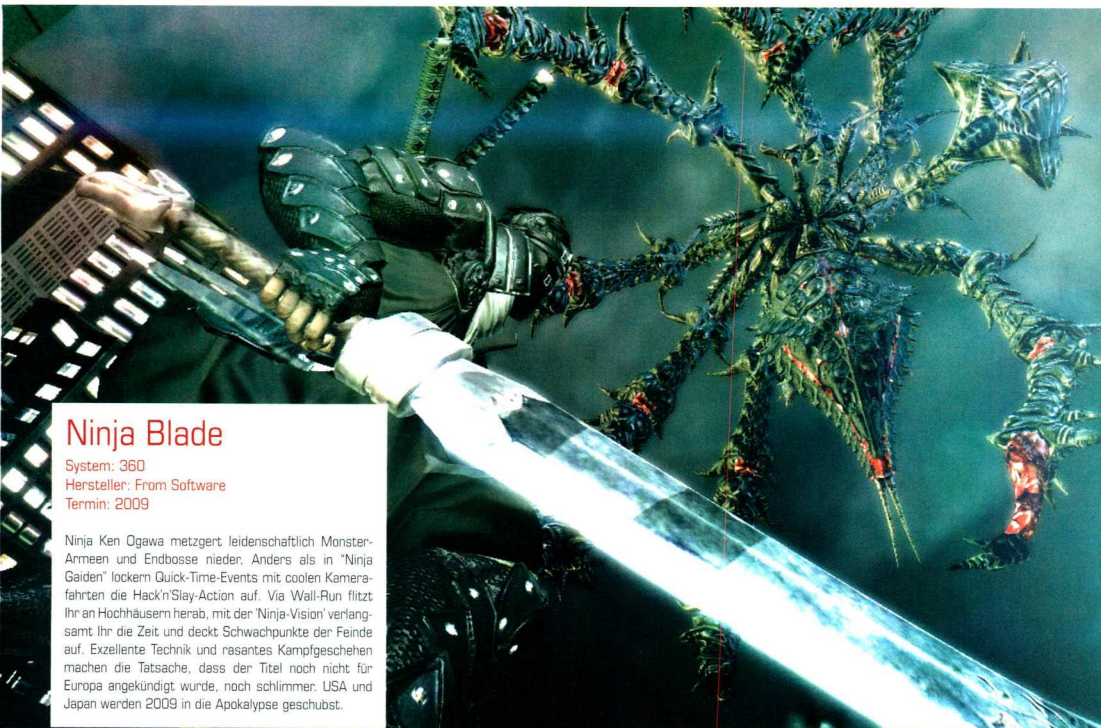 Ninja Blade
System: 360
Hersteller: From Software
Termin: 2009
Ninja Ken Ogawa metzgert leidenschaftlich Monster-
Armeen und Endbosse nieder. Anders als in "Ninja
Gaiden" lockern Quick-Time-Events mit coolen Kamera-
fahrten die Hack'n'Slay-Action auf. Via Wall-Run flitzt
Ihr an Hochhäusern herab, mit der 'Ninja-Vision' verlang-
samt Ihr die Zeit und deckt Schwachpunkte der Feinde
auf. Exzellente Technik und rasantes Kampfgeschehen
machen die Tatsache, dass der Titel noch nicht für
Europa angekündigt wurde, noch schlimmer. USA und
Japan werden 2009 in die Apokalypse geschubst.